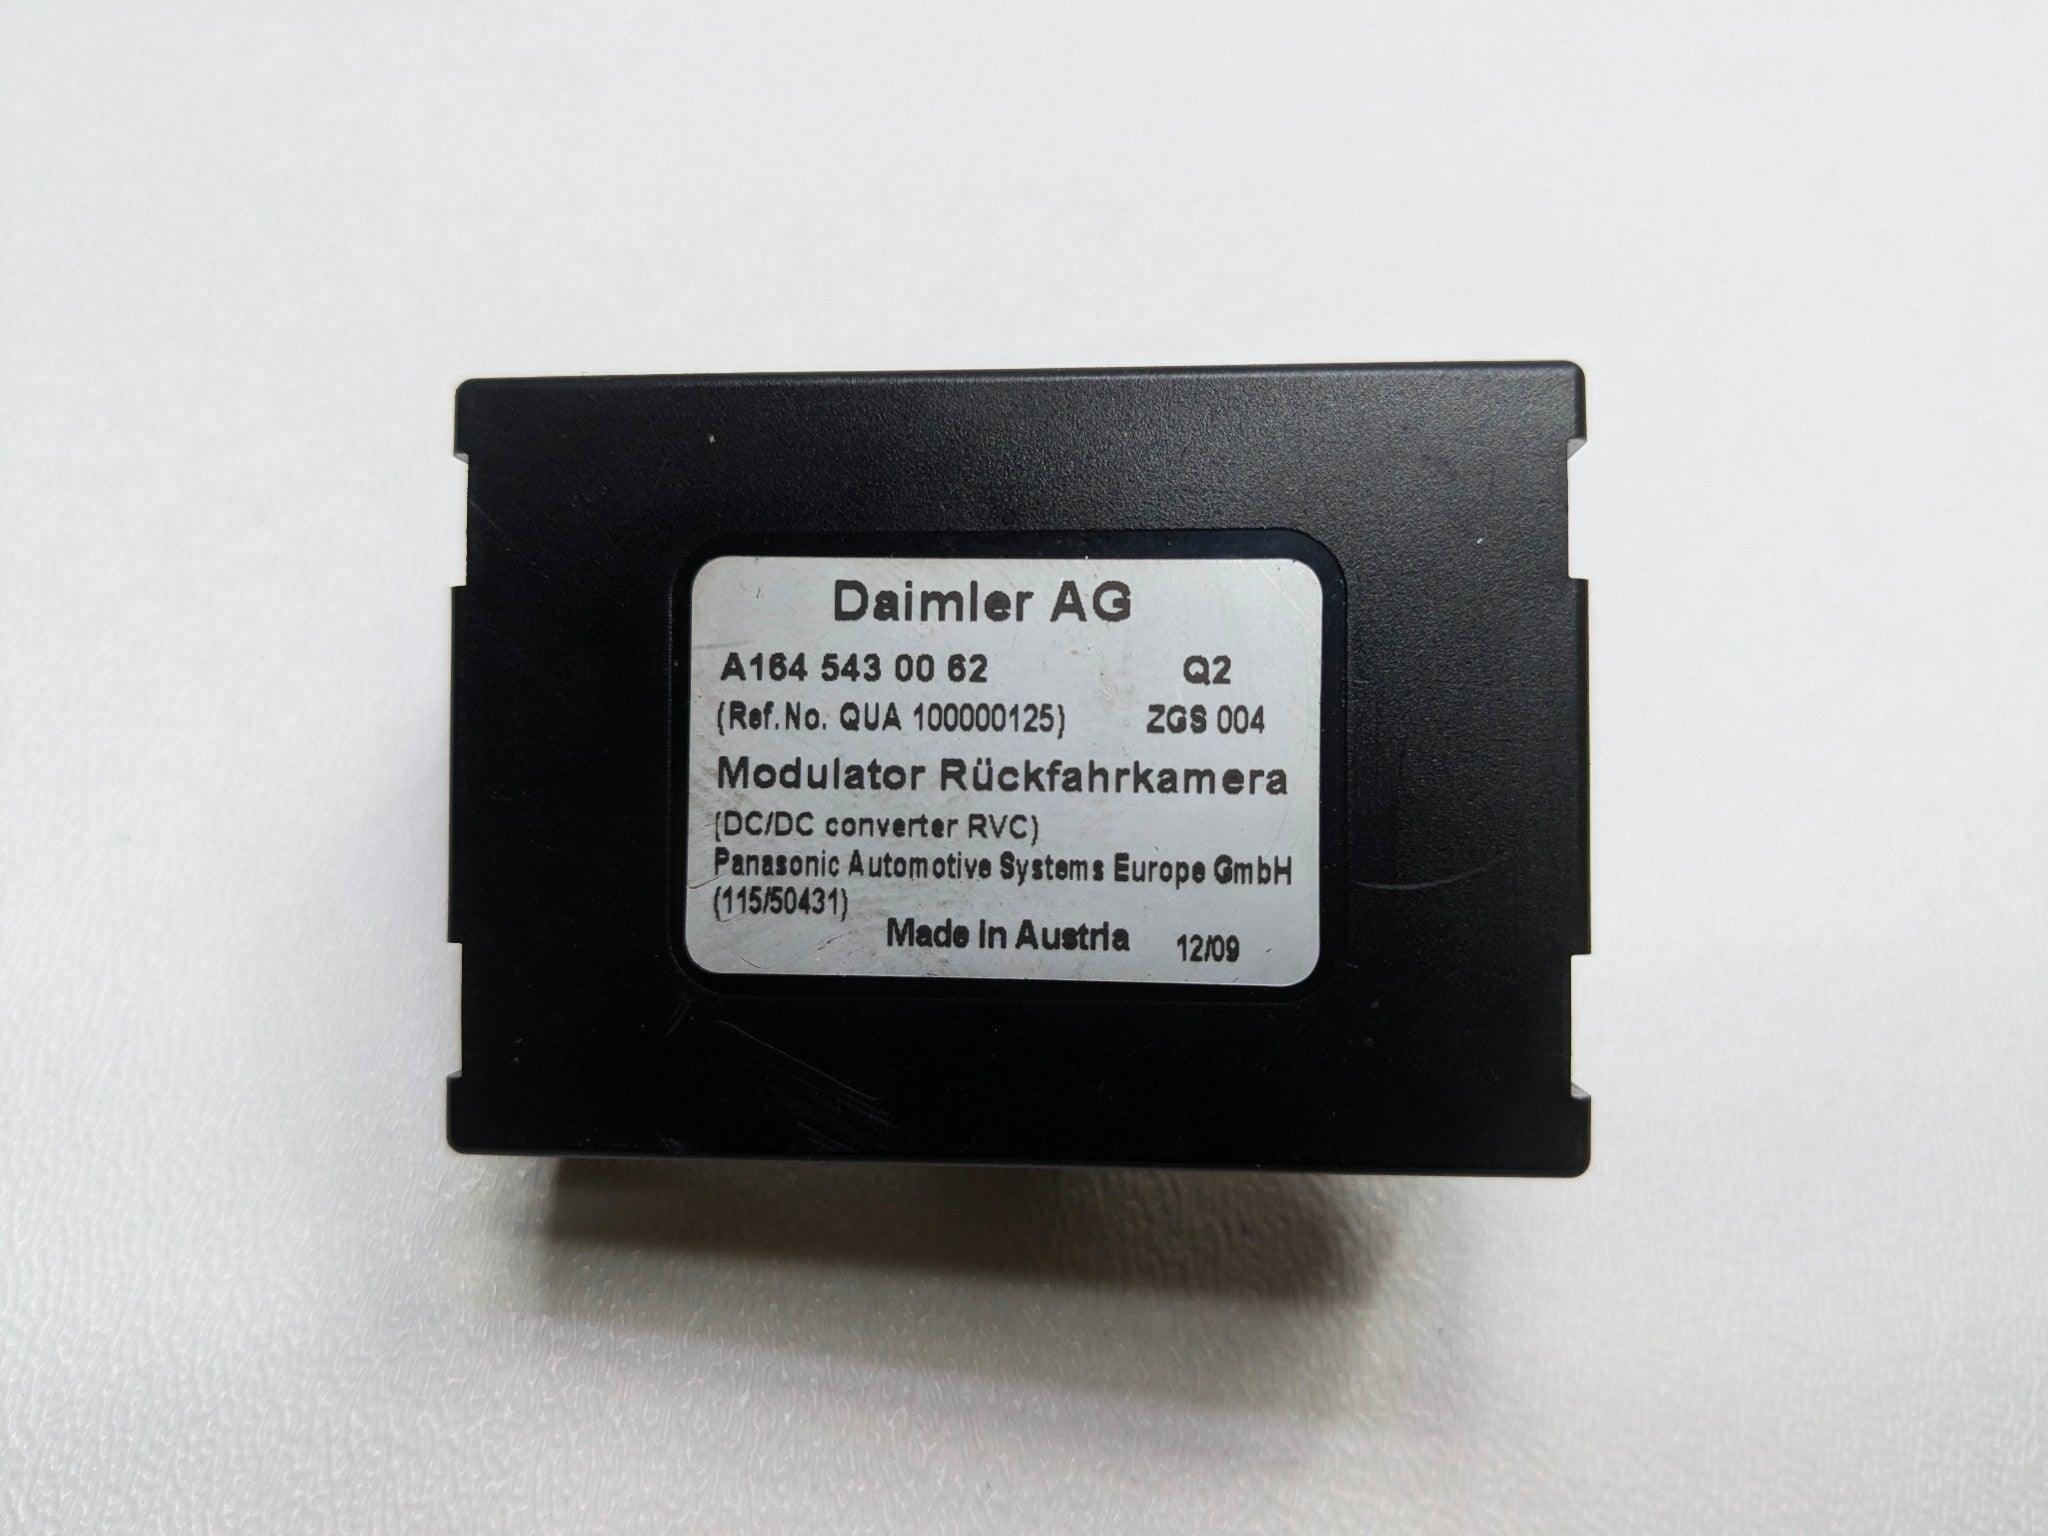 Daimler AG
A164 543 00 62 Q2
(Ref.No. QUA 100000125) ZGS 004
Modulator Rückfahrkamera
(DC/DC converter RVC)
Panasonic Automotive Systems Europe GmbH
(115/50431)
Made in Austria 12/09